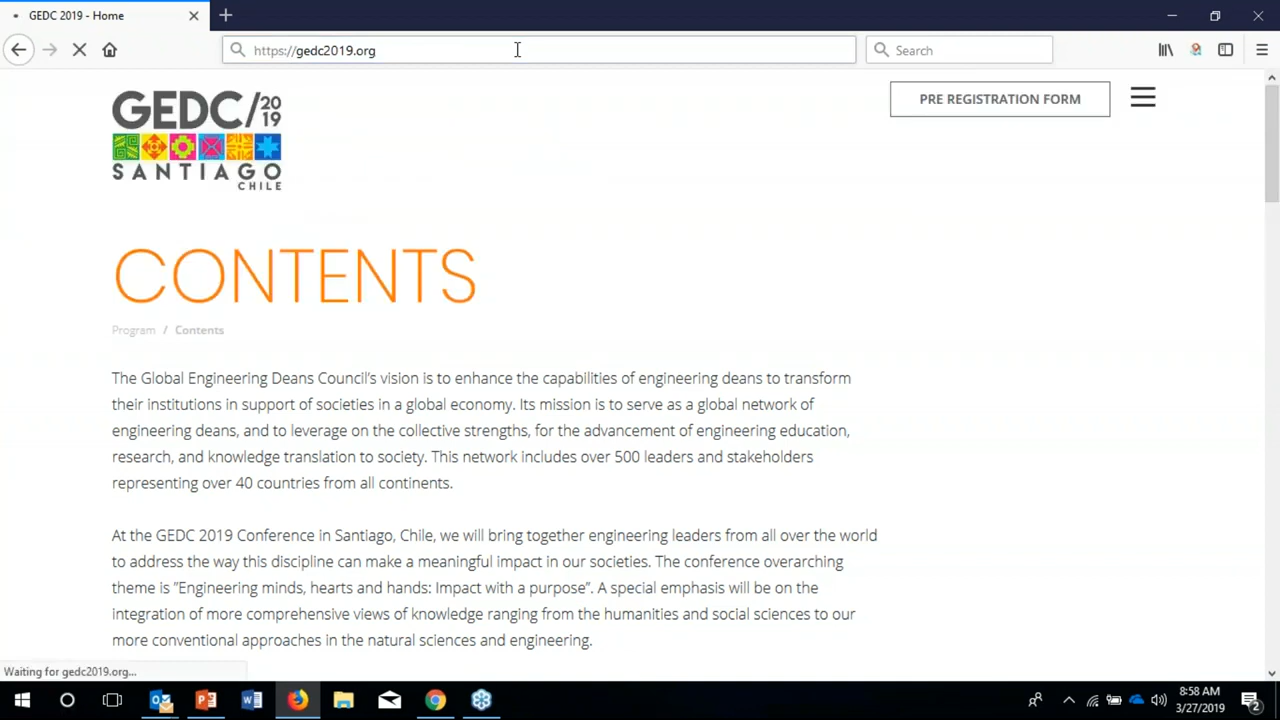 GEDC 2019 - Home
https://gedc2019.org
Search
GEDC/2019
SANTIAGO
CHILE
PRE REGISTRATION FORM
CONTENTS
Program / Contents
The Global Engineering Deans Council's vision is to enhance the capabilities of engineering deans to transform
their institutions in support of societies in a global economy. Its mission is to serve as a global network of
engineering deans, and to leverage on the collective strengths, for the advancement of engineering education,
research, and knowledge translation to society. This network includes over 500 leaders and stakeholders
representing over 40 countries from all continents.
At the GEDC 2019 Conference in Santiago, Chile, we will bring together engineering leaders from all over the world
to address the way this discipline can make a meaningful impact in our societies. The conference overarching
theme is "Engineering minds, hearts and hands: Impact with a purpose". A special emphasis will be on the
integration of more comprehensive views of knowledge ranging from the humanities and social sciences to our
more conventional approaches in the natural sciences and engineering.
Waiting for gedc2019.org...
8:58 AM
3/27/2019
2